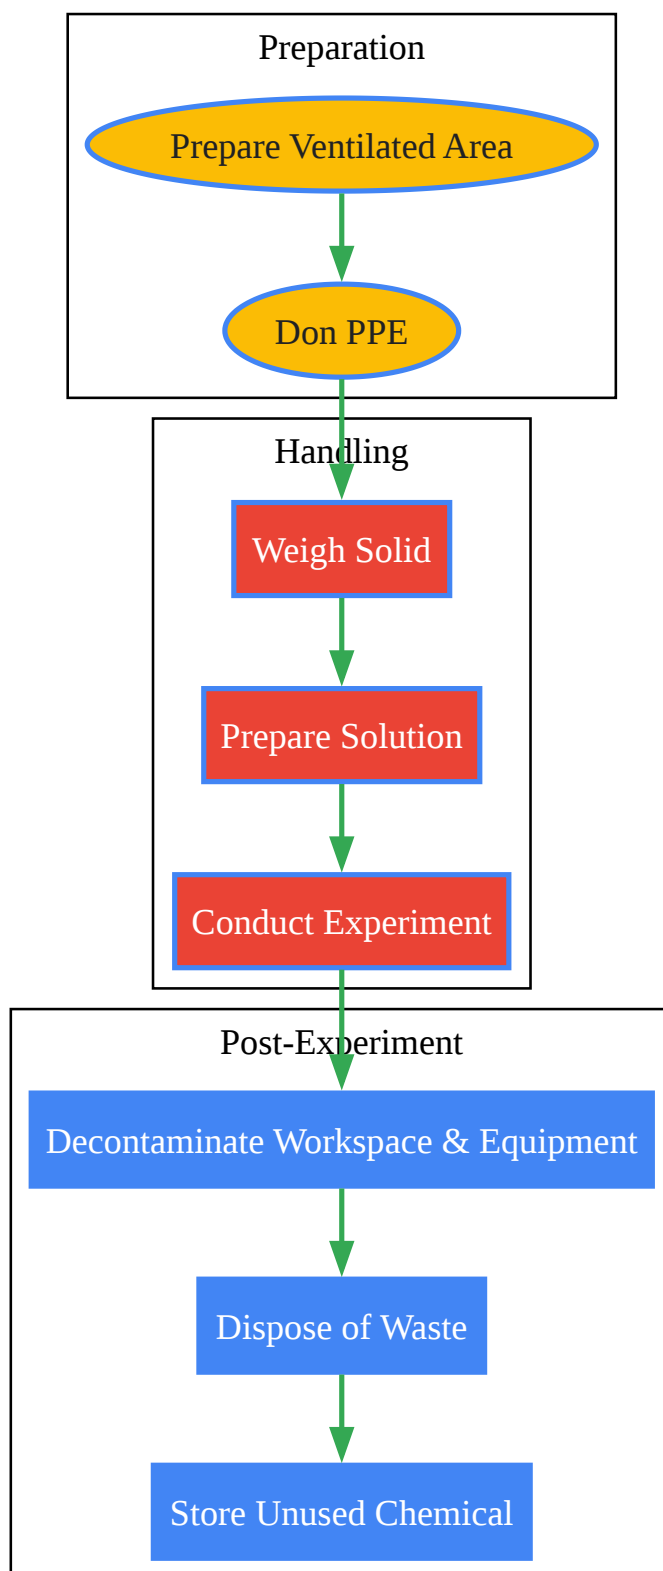 Preparation
Prepare Ventilated Area
Don PPE
Handling
Weigh Solid
Prepare Solution
Conduct Experiment
Post-Experiment
Decontaminate Workspace & Equipment
Dispose of Waste
Store Unused Chemical